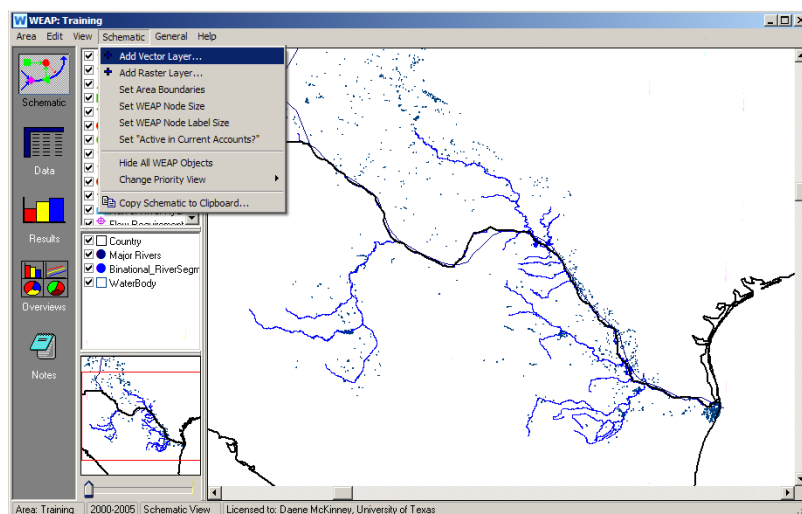 WEAP: Training
Area Edit View Schematic General Help
Add Vector Layer...
Add Raster Layer...
Set Area Boundaries
Set WEAP Node Size
Set WEAP Node Label Size
Set "Active in Current Accounts?"
Hide All WEAP Objects
Change Priority View
Copy Schematic to Clipboard...
Schematic
Data
Results
Overviews
Notes
Country
Major Rivers
Binational_RiverSegm
WaterBody
Area: Training 2000-2005 Schematic View Licensed to: Daene McKinney, University of Texas